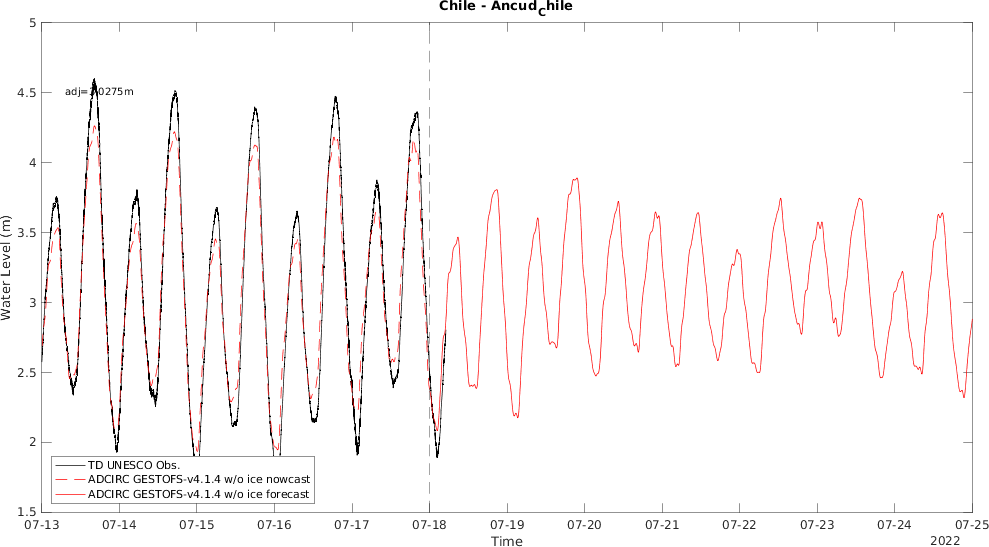 Chile - AncudChile
5
4.5
4
3.5
3
2.5
2
1.5
Water Level (m)
TD UNESCO Obs.
ADCIRC GESTOFS-v4.1.4 w/o ice nowcast
ADCIRC GESTOFS-v4.1.4 w/o ice forecast
07-13 07-14 07-15 07-16 07-17 07-18 07-19 07-20 07-21 07-22 07-23 07-24 07-25
Time
2022